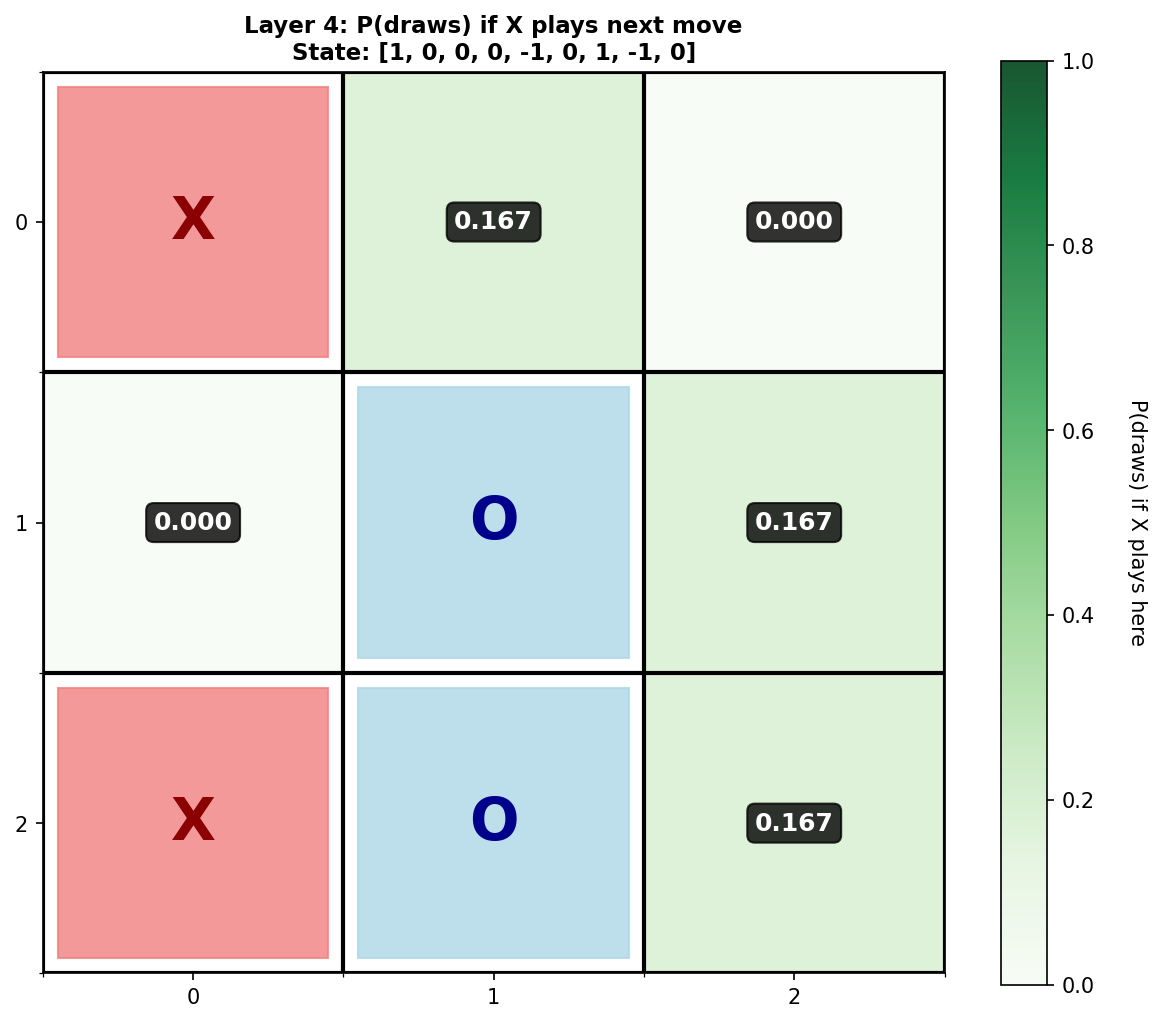 Layer 4: P(draws) if X plays next move
State: [1, 0, 0, 0, -1, 0, 1, -1, 0]
X 0.167 0.000
0.000 O 0.167
X O 0.167
0
1
2
0 1 2
1.0
0.8
0.6
0.4
0.2
0.0
P(draws) if X plays here